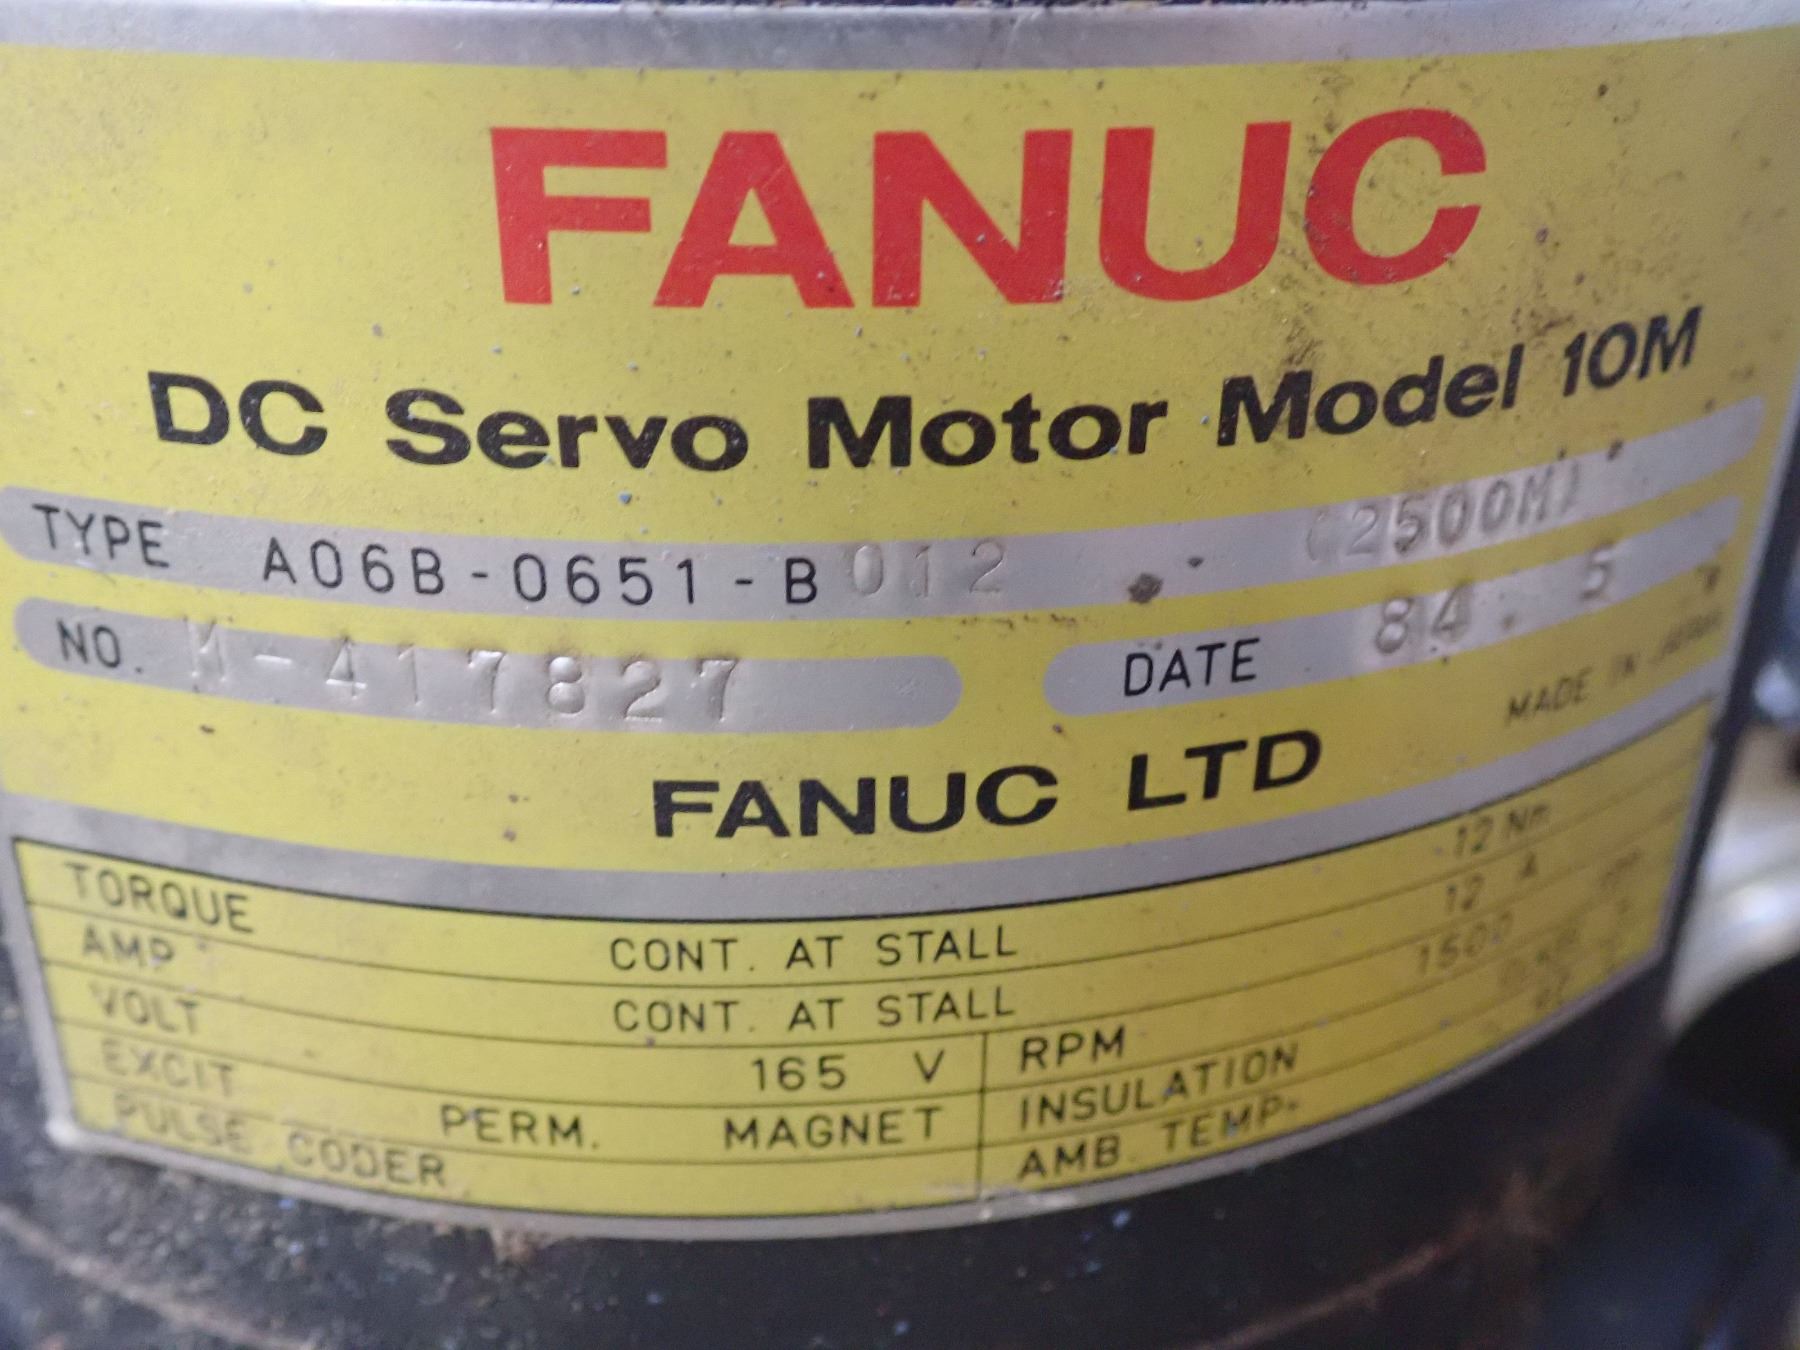 FANUC
DC Servo Motor Model 10M
TYPE A06B-0651-B012
NO. M-417827 DATE 84. 5
MADE IN JAPAN
FANUC LTD
TORQUE CONT. AT STALL 12 Nm
AMP CONT. AT STALL 12 A
VOLT 165 V RPM 1500
EXCIT PERM. MAGNET INSULATION
PULSE CODER AMB. TEMP.